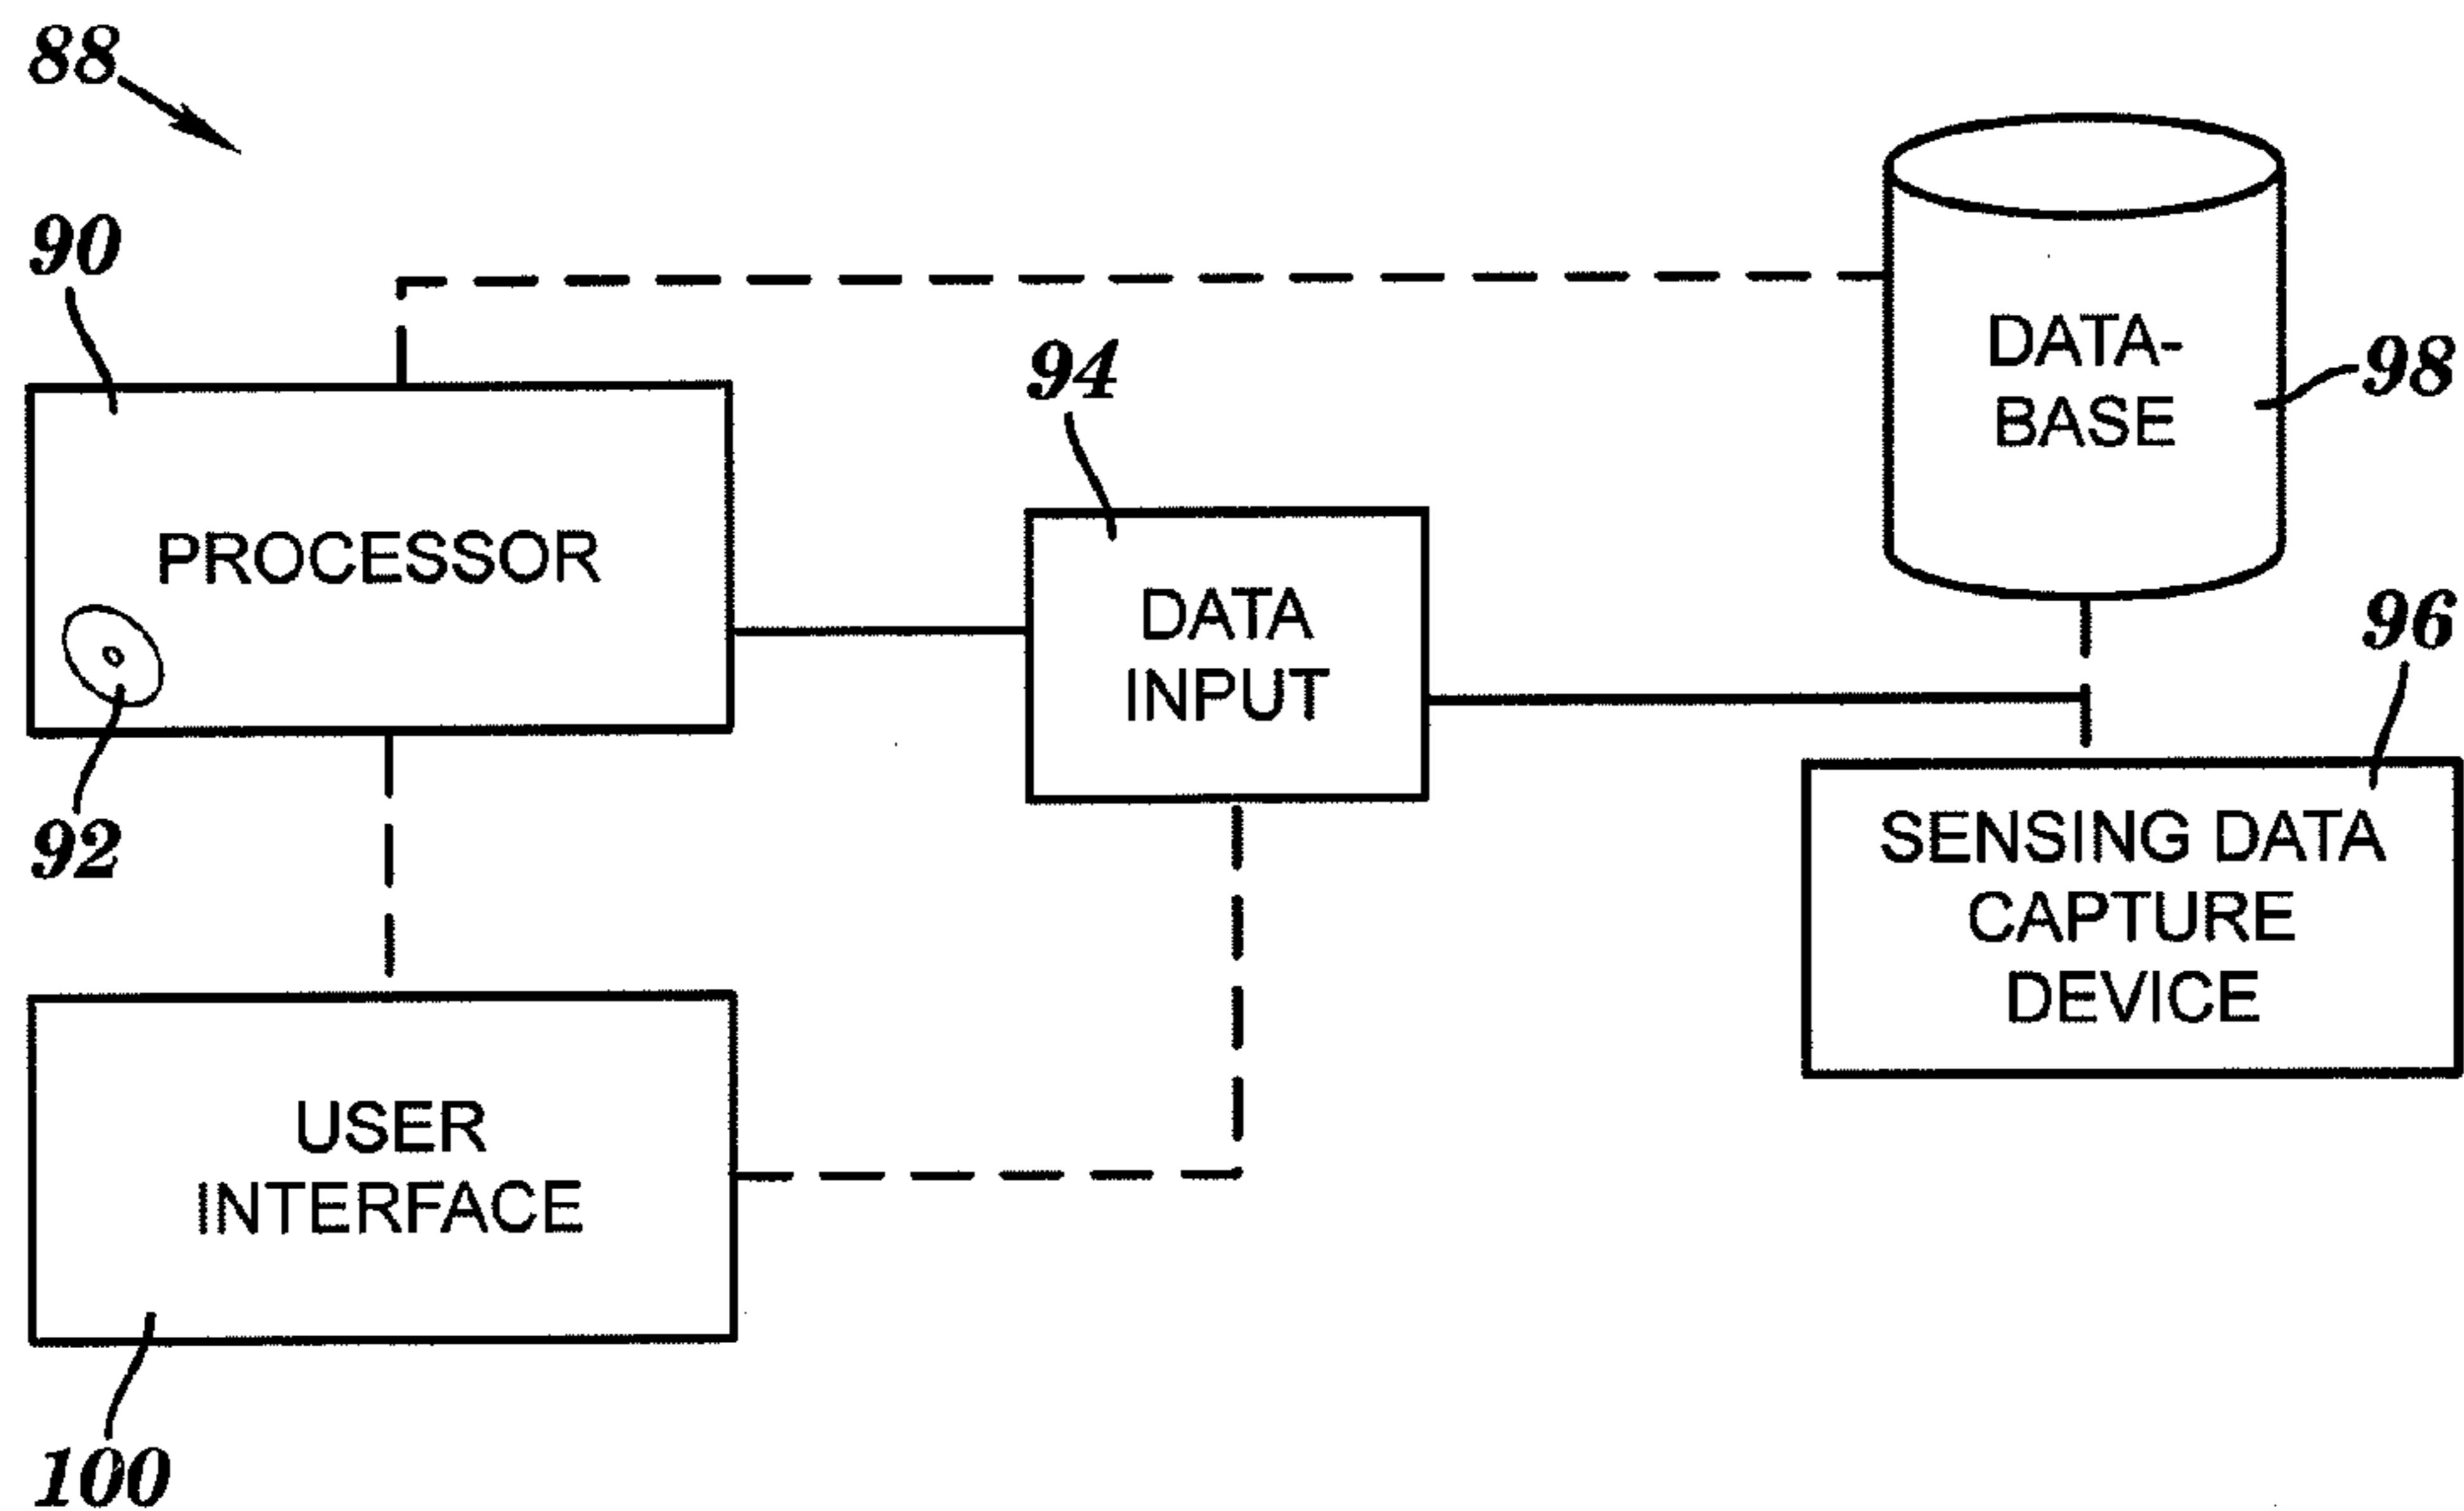 88
90
94
DATA-
BASE
98
PROCESSOR
DATA
INPUT
96
92
SENSING DATA
CAPTURE
DEVICE
USER
INTERFACE
100